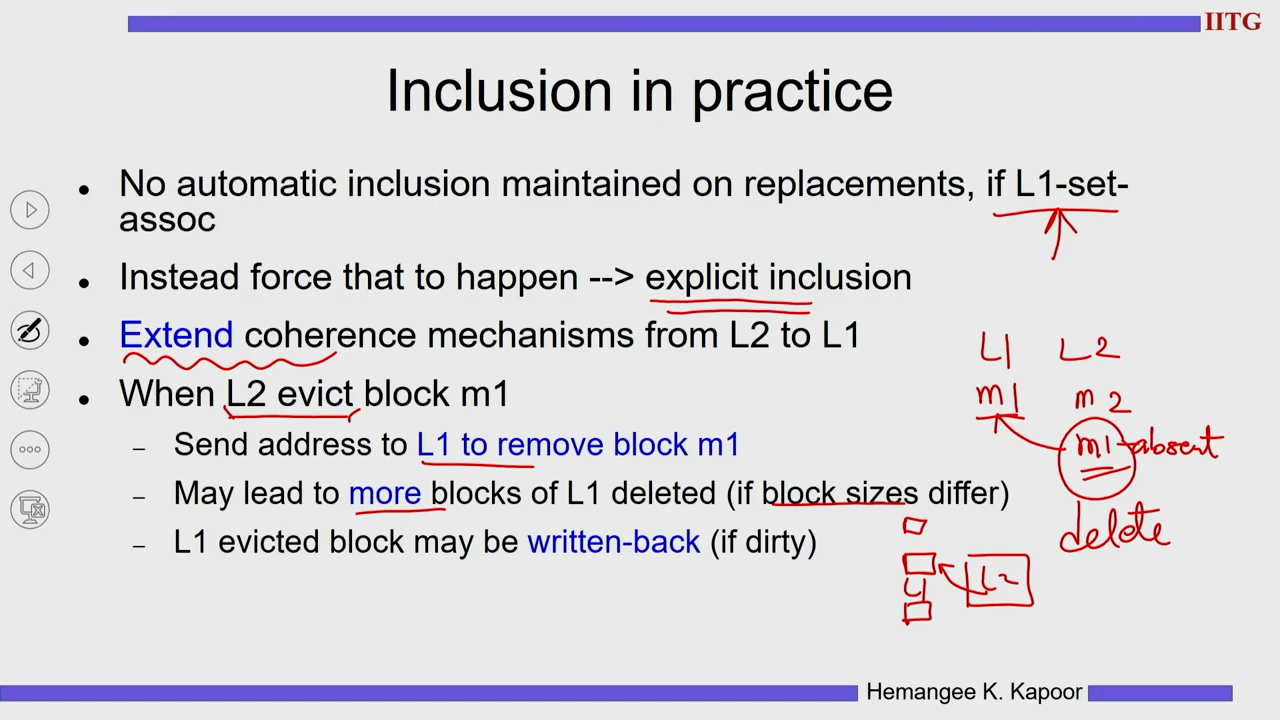 IITG
Inclusion in practice
• No automatic inclusion maintained on replacements, if L1-set-
assoc
• Instead force that to happen --> explicit inclusion
• Extend coherence mechanisms from L2 to L1
• When L2 evict block m1
– Send address to L1 to remove block m1
– May lead to more blocks of L1 deleted (if block sizes differ)
– L1 evicted block may be written-back (if dirty)
L1 L2
m1 m2
m1 - absent
delete
L1 L2
Hemangee K. Kapoor